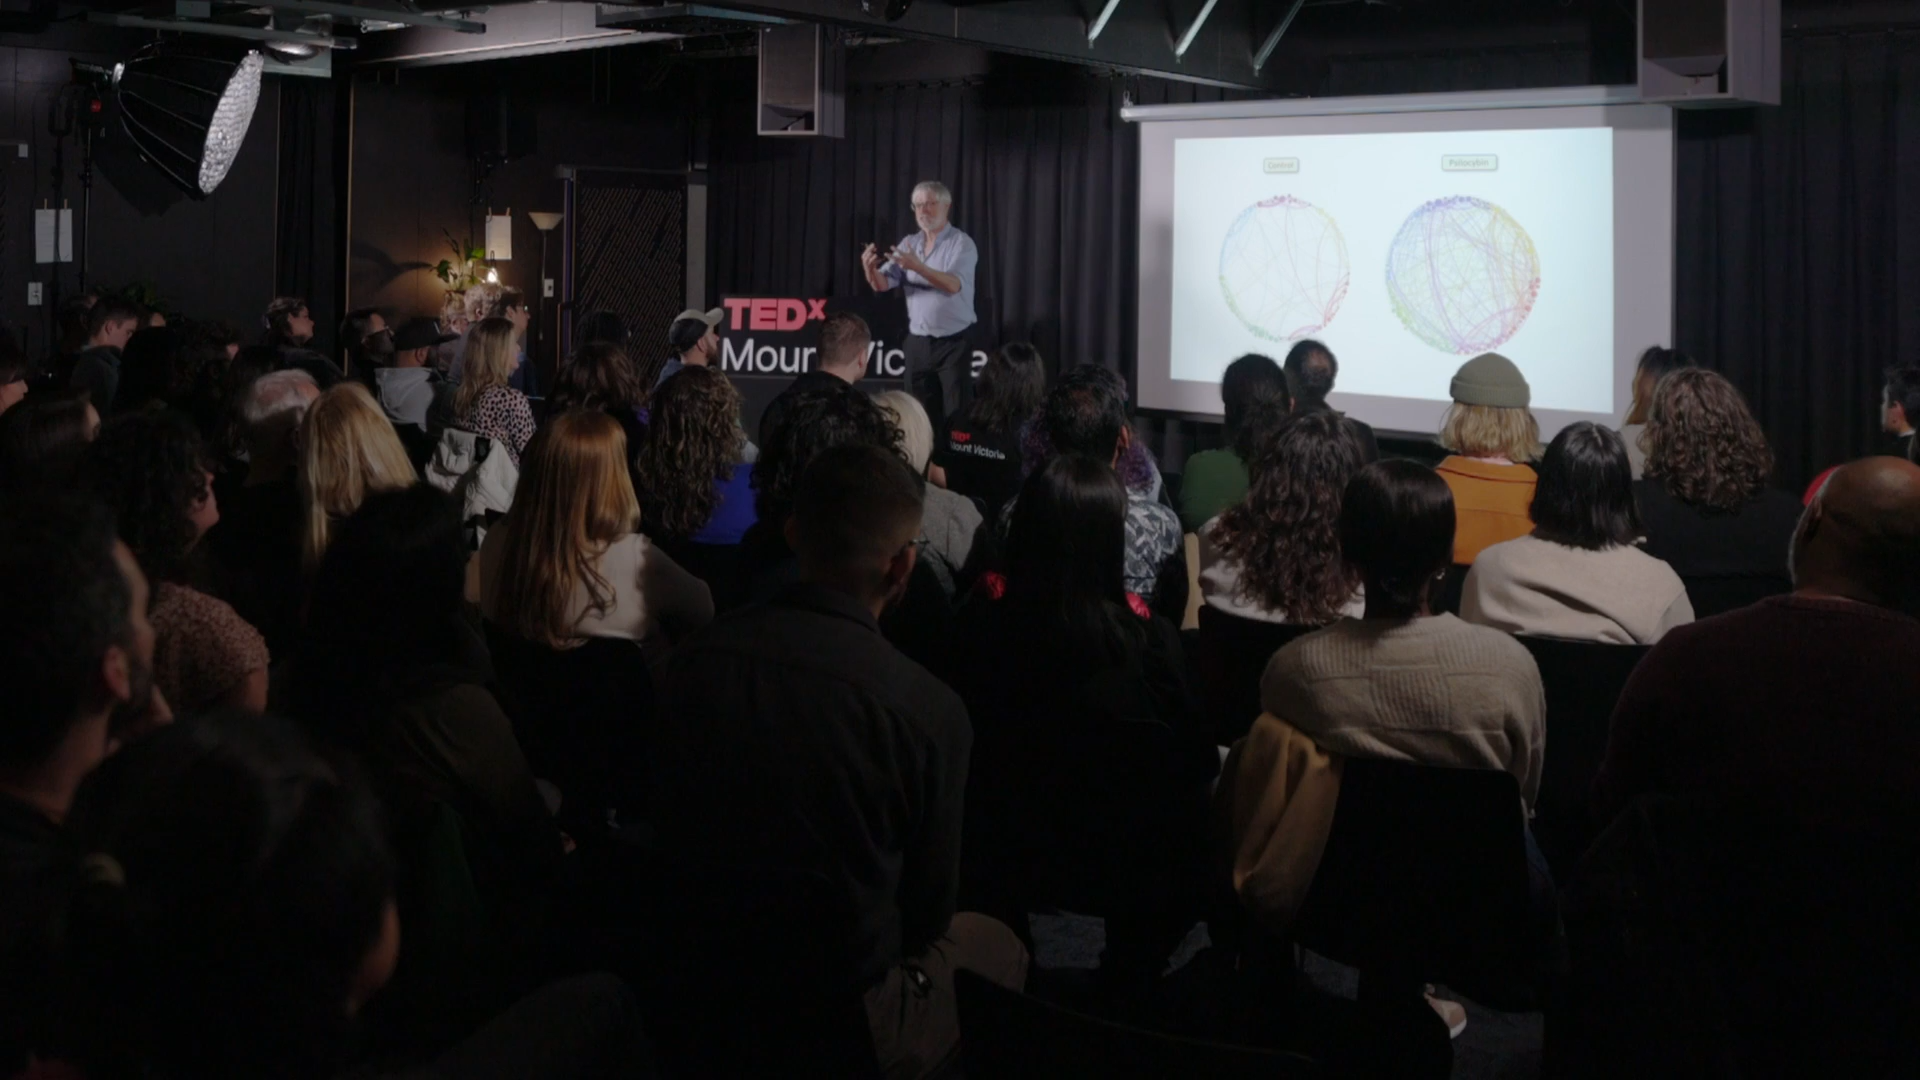 Control
Psilocybin
TEDx
Mount Vic a
TEDx
Mount Victoria